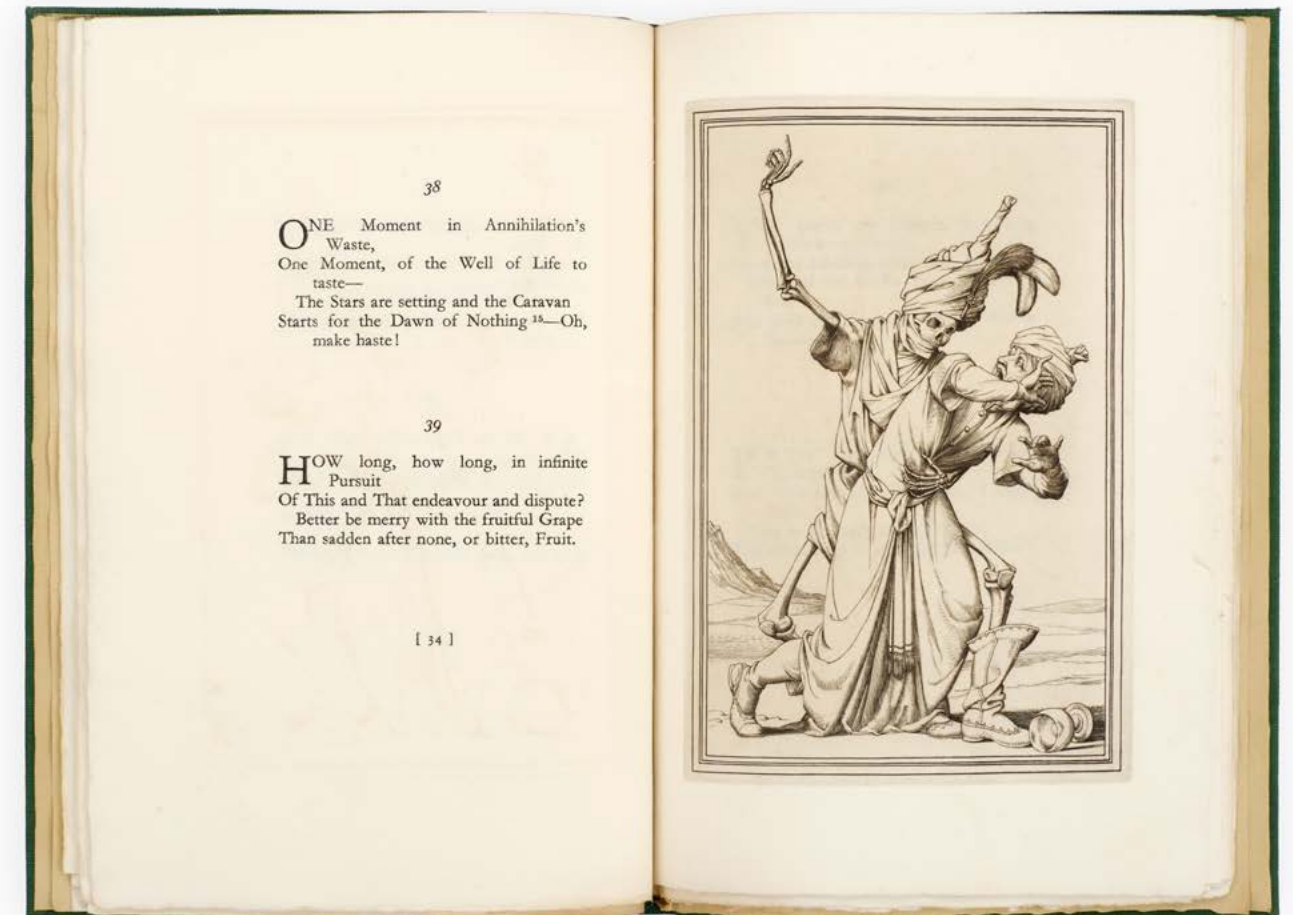 38
ONE Moment in Annihilation's
Waste,
One Moment, of the Well of Life to
taste—
The Stars are setting and the Caravan
Starts for the Dawn of Nothing 15—Oh,
make haste!
39
HOW long, how long, in infinite
Pursuit
Of This and That endeavour and dispute?
Better be merry with the fruitful Grape
Than sadden after none, or bitter, Fruit.
[ 34 ]